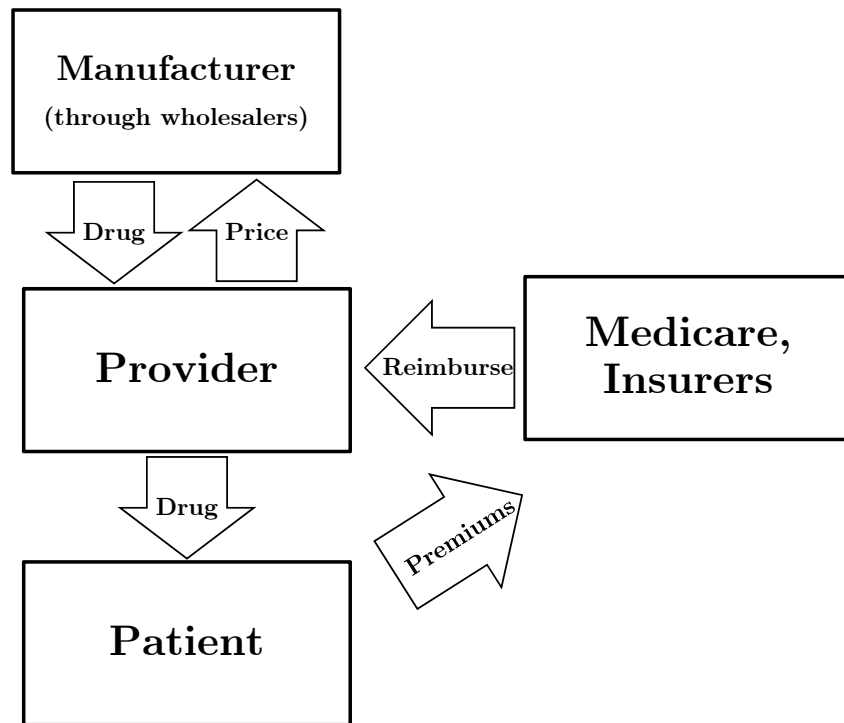 Manufacturer
(through wholesalers)
Drug
Price
Provider
Reimburse
Medicare,
Insurers
Drug
Premiums
Patient